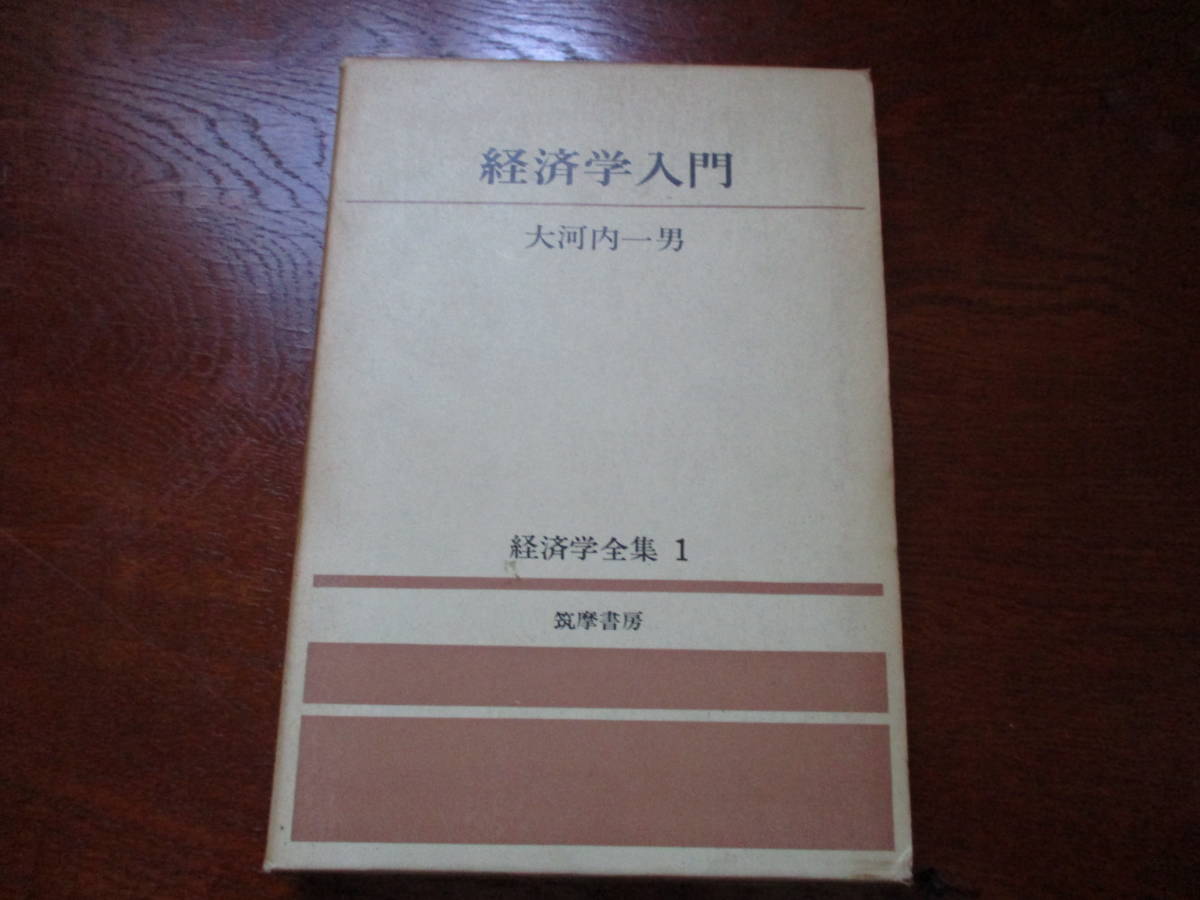 経済学入門
大河内一男
経済学全集 1
筑摩書房